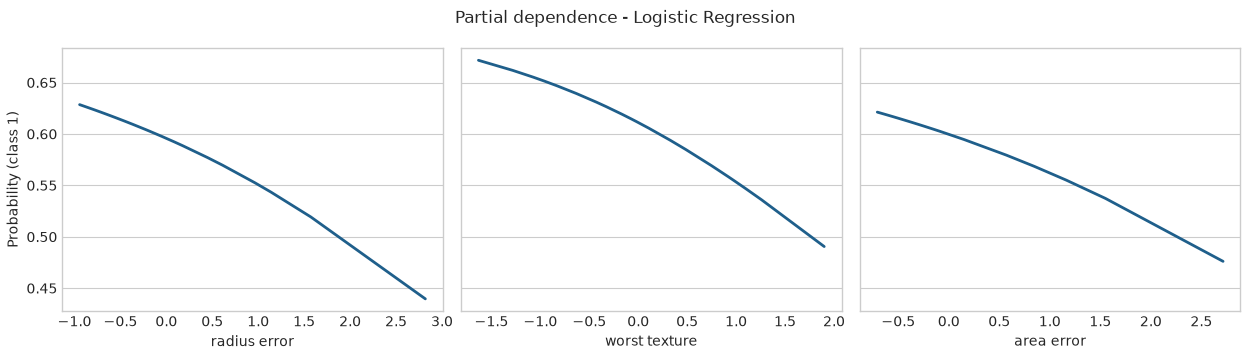 Partial dependence - Logistic Regression
Probability (class 1)
0.65
0.60
0.55
0.50
0.45
−1.0 −0.5 0.0 0.5 1.0 1.5 2.0 2.5 3.0
radius error
−1.5 −1.0 −0.5 0.0 0.5 1.0 1.5 2.0
worst texture
−0.5 0.0 0.5 1.0 1.5 2.0 2.5
area error